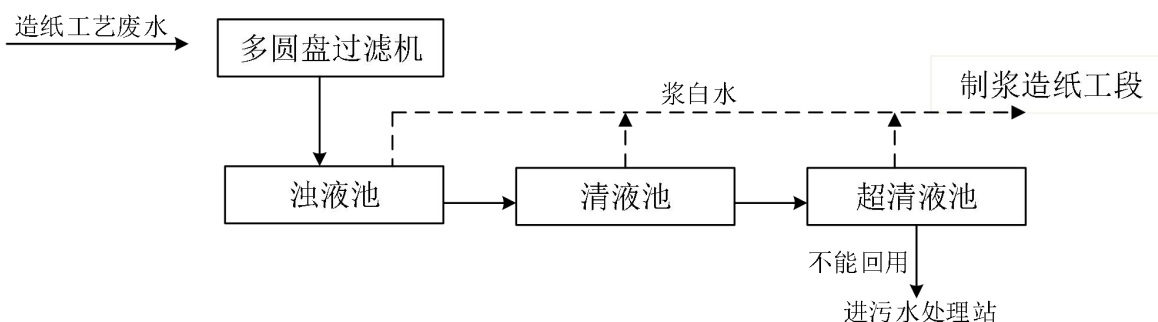 造纸工艺废水
多圆盘过滤机
浆白水
制浆造纸工段
浊液池
清液池
超清液池
不能回用
进污水处理站